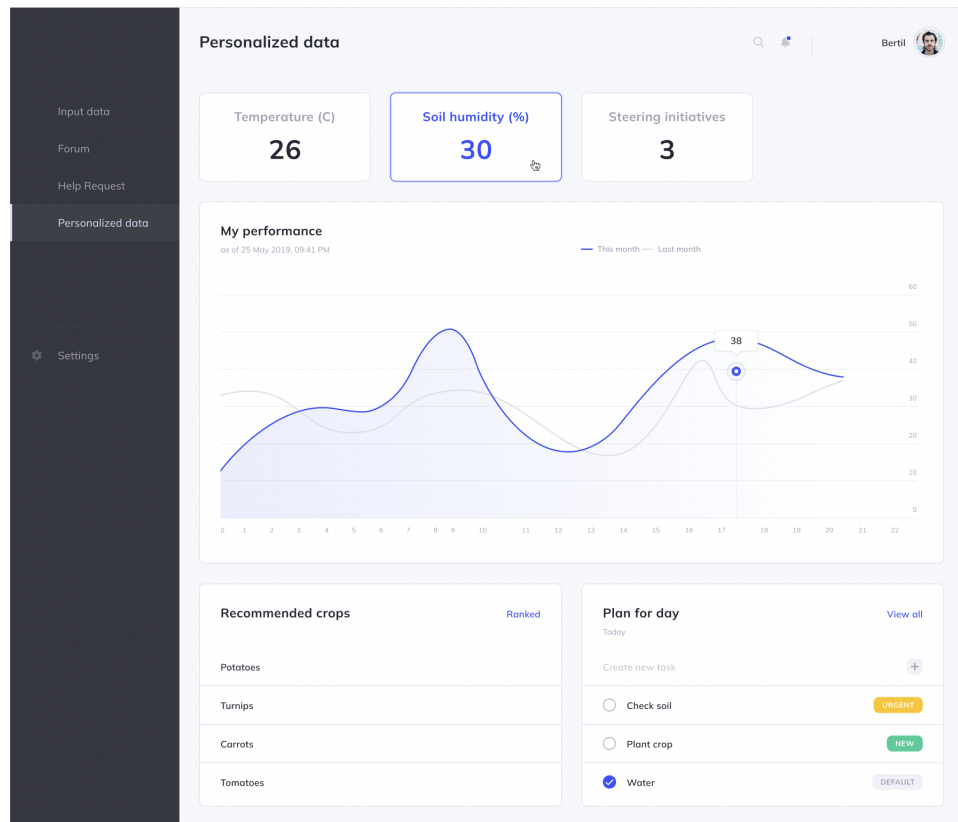 Personalized data
Bertil
Input data
Forum
Help Request
Personalized data
Settings
Temperature (C)
26
Soil humidity (%)
30
Steering initiatives
3
My performance
as of 25 May 2019, 09:41 PM
This month
Last month
60
50
40
30
20
10
0
38
0 1 2 3 4 5 6 7 8 9 10 11 12 13 14 15 16 17 18 19 20 21 22
Recommended crops
Ranked
Potatoes
Turnips
Carrots
Tomatoes
Plan for day
View all
Today
Create new task
Check soil
URGENT
Plant crop
NEW
Water
DEFAULT